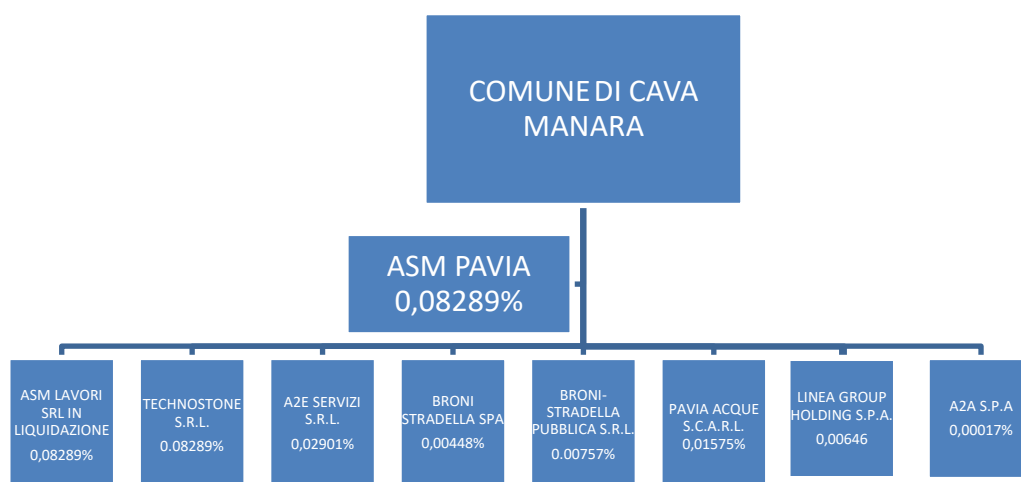 COMUNE DI CAVA
MANARA
ASM PAVIA
0,08289%
ASM LAVORI
SRL IN
LIQUIDAZIONE
0,08289%
TECHNOSTONE
S.R.L.
0.08289%
A2E SERVIZI
S.R.L.
0,02901%
BRONI
STRADELLA SPA
0,00448%
BRONI-
STRADELLA
PUBBLICA S.R.L.
0.00757%
PAVIA ACQUE
S.C.A.R.L.
0,01575%
LINEA GROUP
HOLDING S.P.A.
0,00646
A2A S.P.A
0,00017%